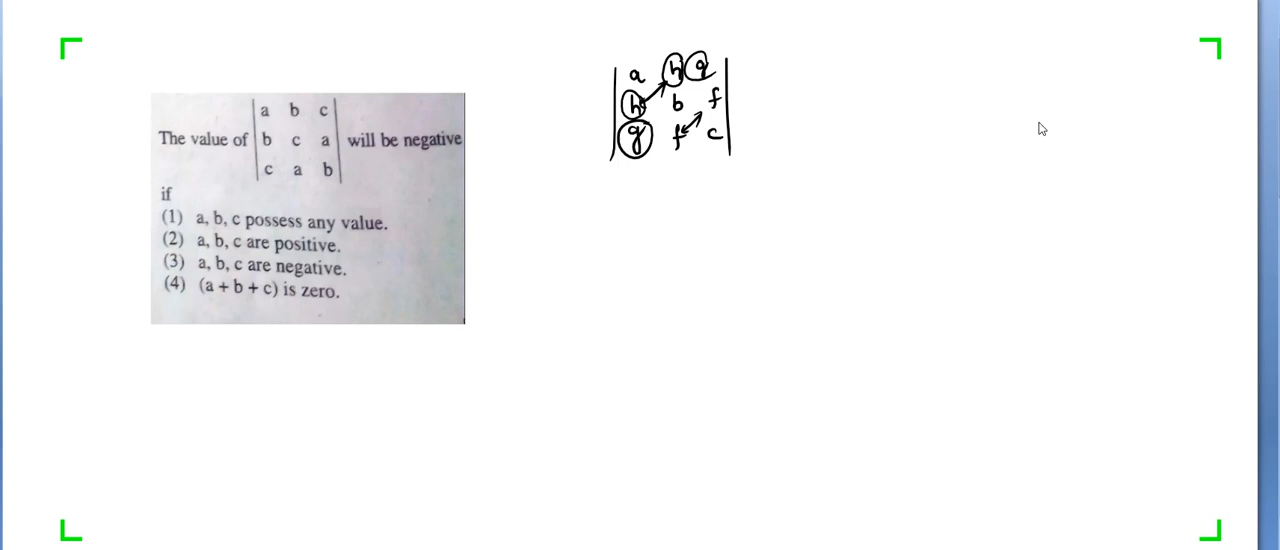 The value of | a b c |
| b c a | will be negative
| c a b |
if
(1) a, b, c possess any value.
(2) a, b, c are positive.
(3) a, b, c are negative.
(4) (a + b + c) is zero.
| a h g |
| h b f |
| g f c |